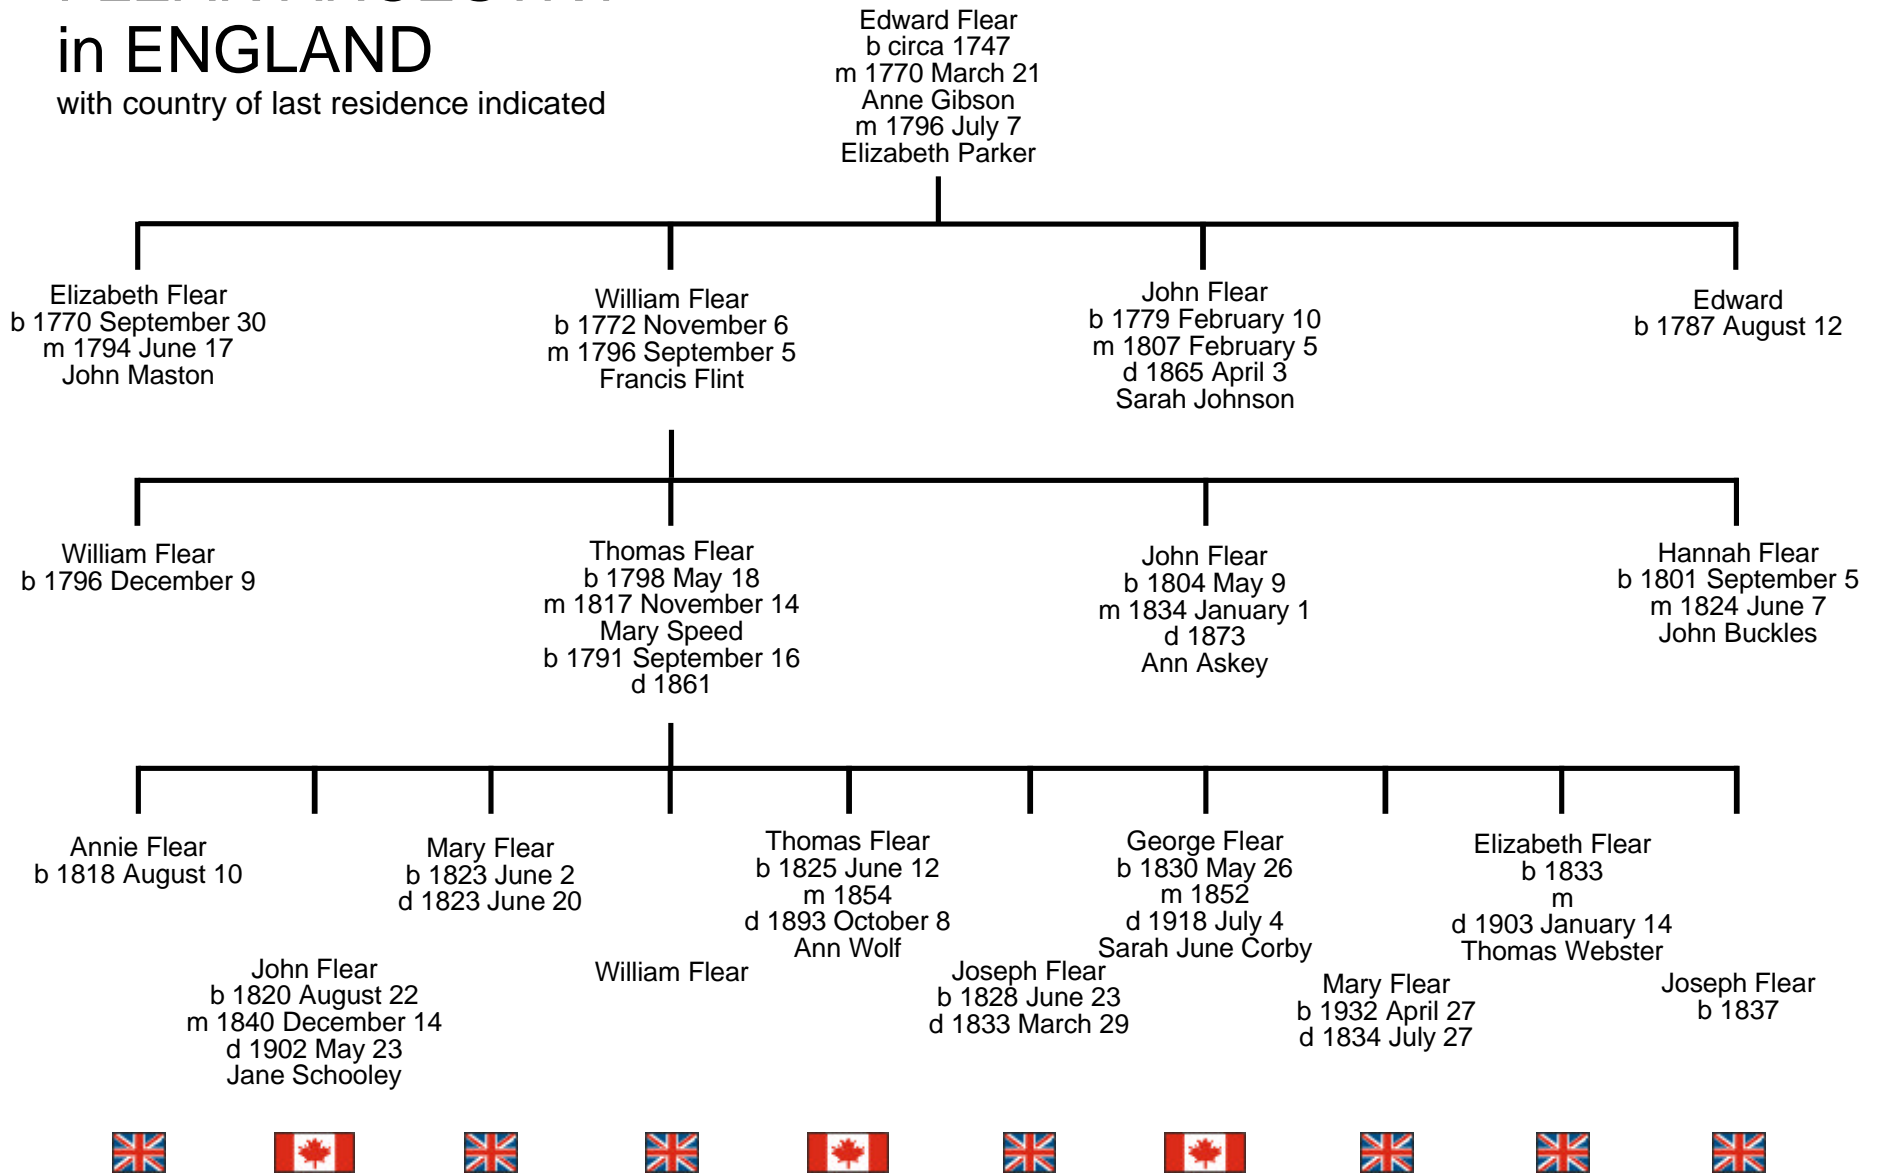 in ENGLAND
with country of last residence indicated
Edward Flear
b circa 1747
m 1770 March 21
Anne Gibson
m 1796 July 7
Elizabeth Parker
Elizabeth Flear
b 1770 September 30
m 1794 June 17
John Maston
William Flear
b 1772 November 6
m 1796 September 5
Francis Flint
John Flear
b 1779 February 10
m 1807 February 5
d 1865 April 3
Sarah Johnson
Edward
b 1787 August 12
William Flear
b 1796 December 9
Thomas Flear
b 1798 May 18
m 1817 November 14
Mary Speed
b 1791 September 16
d 1861
John Flear
b 1804 May 9
m 1834 January 1
d 1873
Ann Askey
Hannah Flear
b 1801 September 5
m 1824 June 7
John Buckles
Annie Flear
b 1818 August 10
John Flear
b 1820 August 22
m 1840 December 14
d 1902 May 23
Jane Schooley
Mary Flear
b 1823 June 2
d 1823 June 20
William Flear
Thomas Flear
b 1825 June 12
m 1854
d 1893 October 8
Ann Wolf
Joseph Flear
b 1828 June 23
d 1833 March 29
George Flear
b 1830 May 26
m 1852
d 1918 July 4
Sarah June Corby
Mary Flear
b 1932 April 27
d 1834 July 27
Elizabeth Flear
b 1833
m
d 1903 January 14
Thomas Webster
Joseph Flear
b 1837